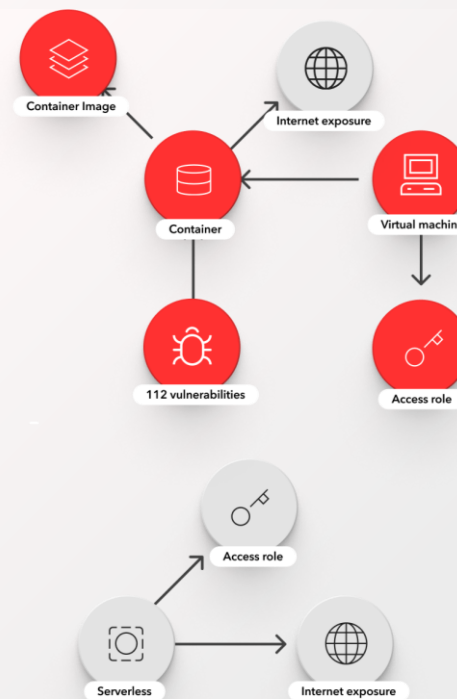 Container Image
Internet exposure
Container
Virtual machin
112 vulnerabilities
Access role
Access role
Serverless
Internet exposure